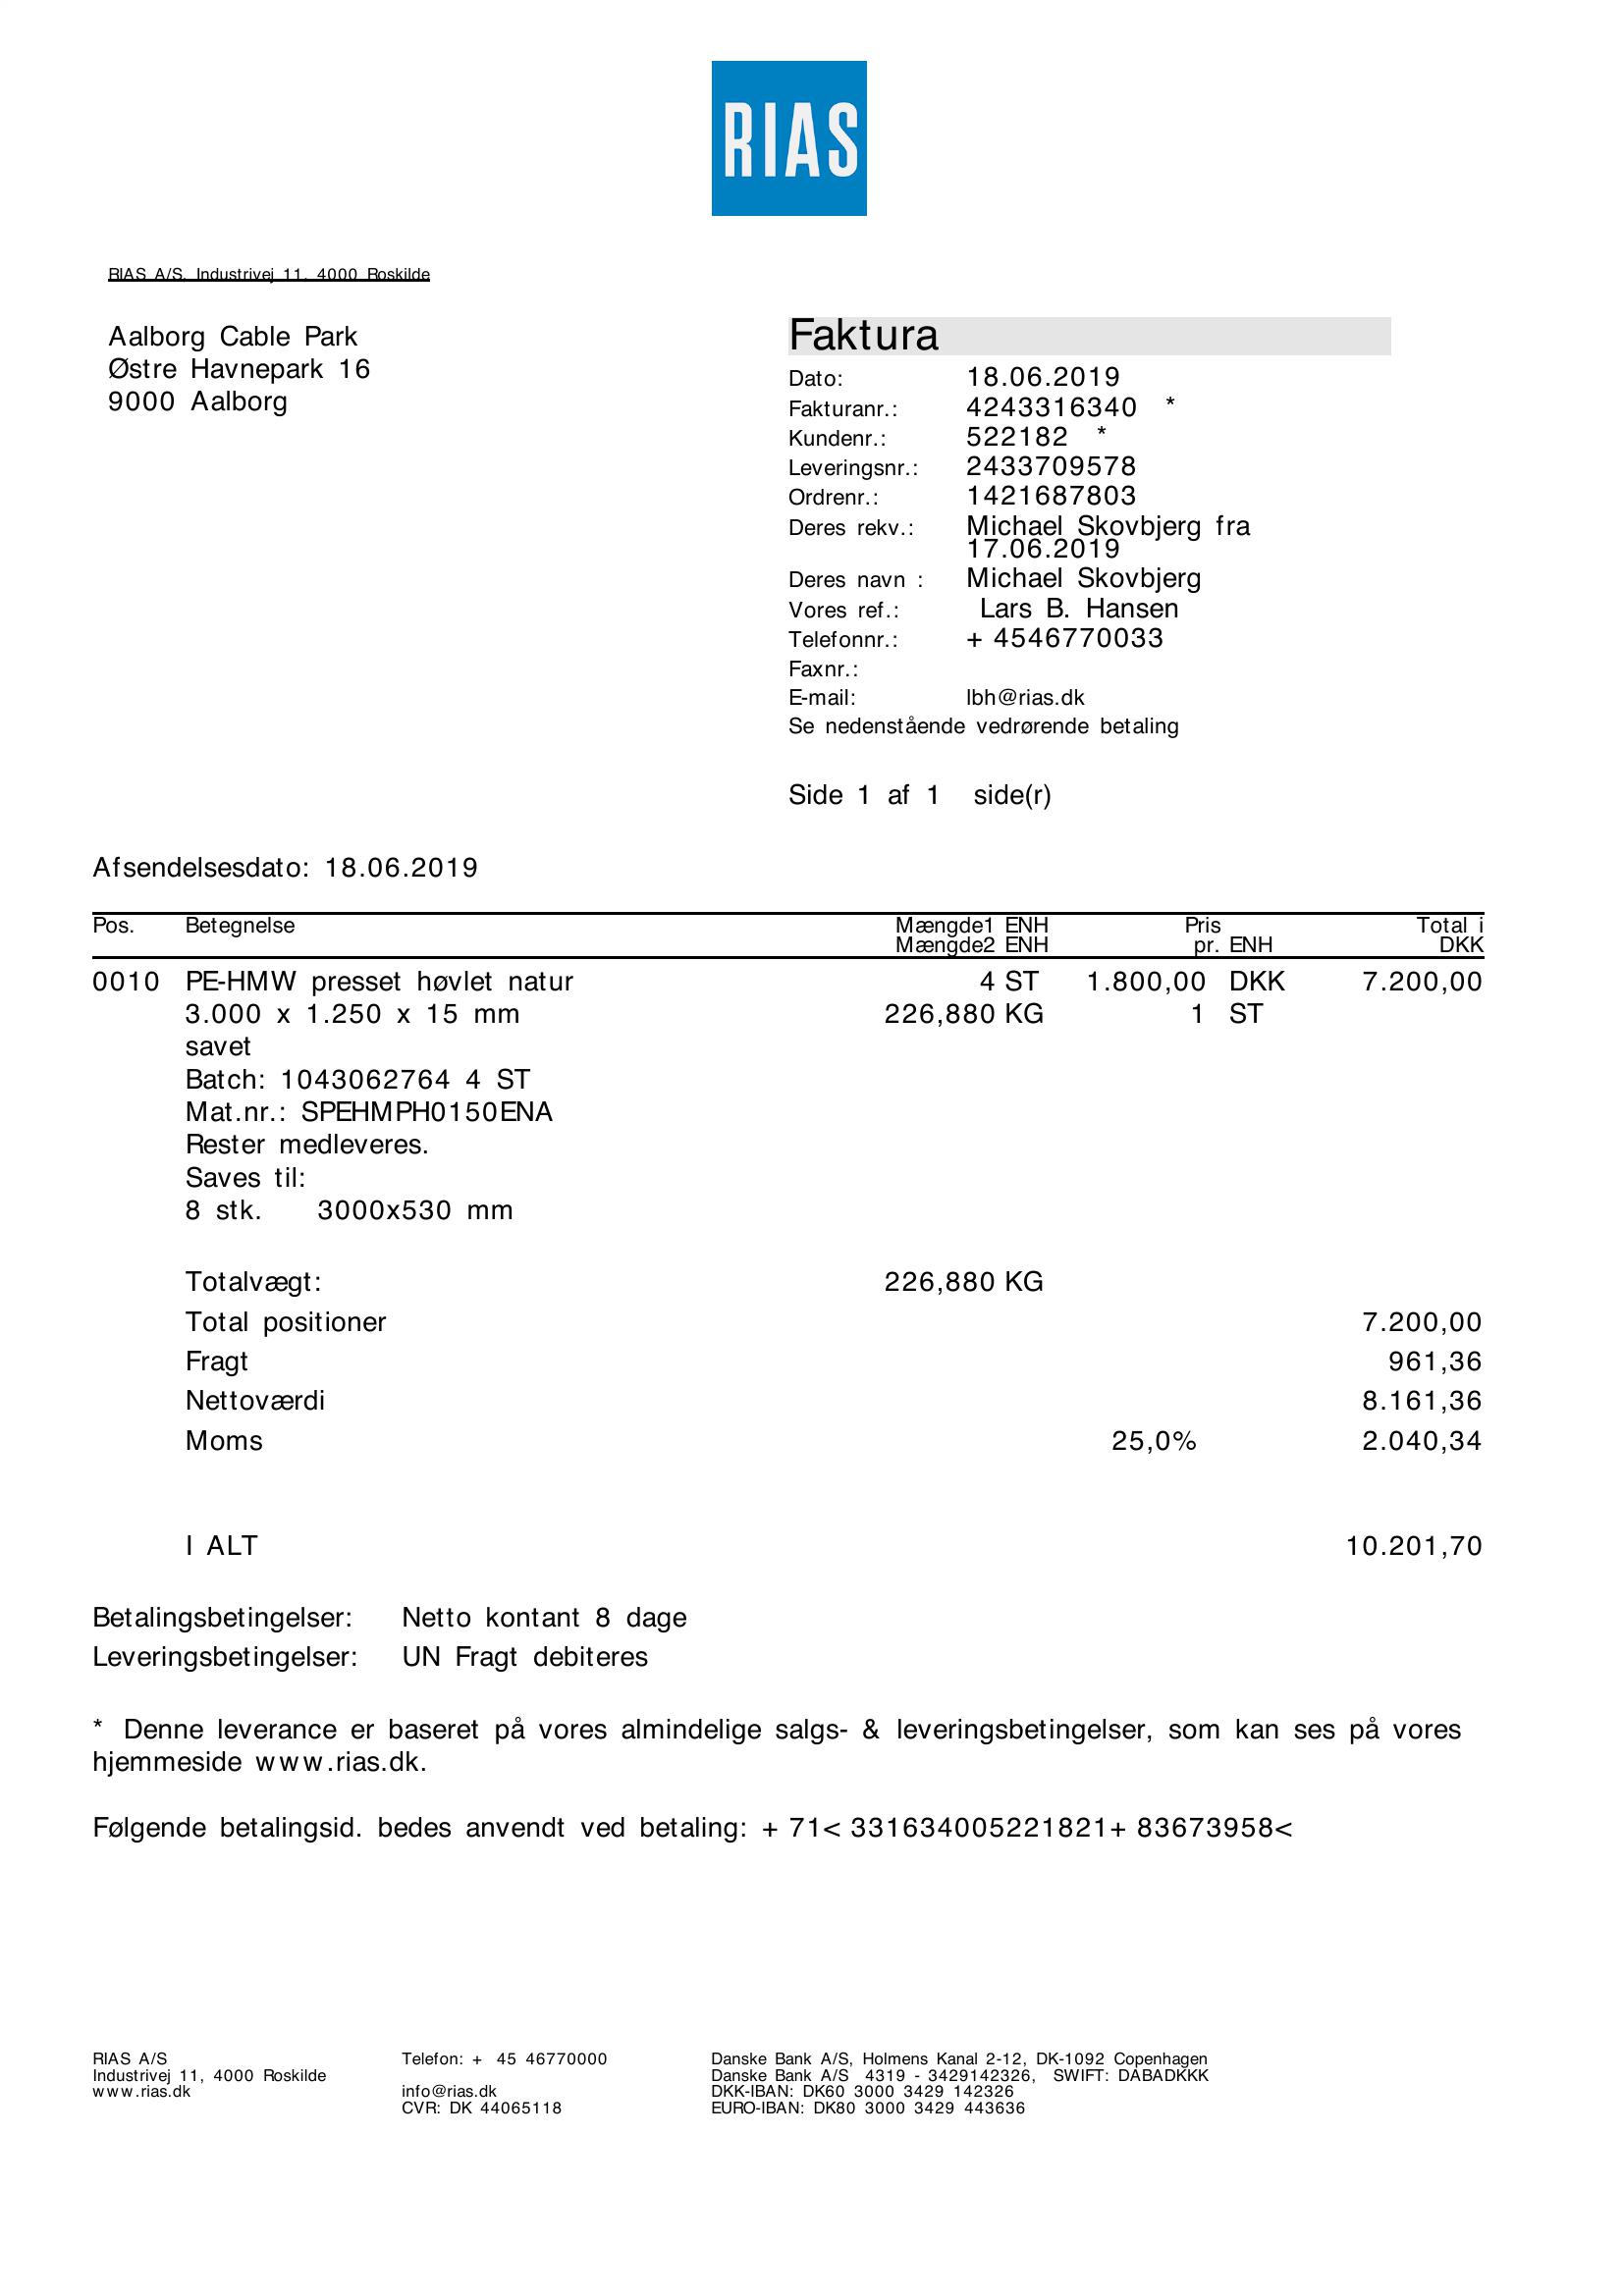 RIAS
RIAS A/S, Industrivej 11, 4000 Roskilde
Aalborg Cable Park
Østre Havnepark 16
9000 Aalborg
Faktura
Dato: 18.06.2019
Fakturanr.: 4243316340 *
Kundenr.: 522182 *
Leveringsnr.: 2433709578
Ordrenr.: 1421687803
Deres rekv.: Michael Skovbjerg fra
17.06.2019
Deres navn : Michael Skovbjerg
Vores ref.: Lars B. Hansen
Telefonnr.: + 4546770033
Faxnr.:
E-mail: lbh@rias.dk
Se nedenstående vedrørende betaling
Side 1 af 1 side(r)
Afsendelsesdato: 18.06.2019
Pos. Betegnelse Mængde1 ENH Pris Total i
Mængde2 ENH pr. ENH DKK
0010 PE-HMW presset høvlet natur 4 ST 1.800,00 DKK 7.200,00
3.000 x 1.250 x 15 mm 226,880 KG 1 ST
savet
Batch: 1043062764 4 ST
Mat.nr.: SPEHMPH0150ENA
Rester medleveres.
Saves til:
8 stk. 3000x530 mm
Totalvægt: 226,880 KG
Total positioner 7.200,00
Fragt 961,36
Nettoværdi 8.161,36
Moms 25,0% 2.040,34
I ALT 10.201,70
Betalingsbetingelser: Netto kontant 8 dage
Leveringsbetingelser: UN Fragt debiteres
* Denne leverance er baseret på vores almindelige salgs- & leveringsbetingelser, som kan ses på vores
hjemmeside www.rias.dk.
Følgende betalingsid. bedes anvendt ved betaling: + 71< 331634005221821+ 83673958<
RIAS A/S Telefon: + 45 46770000 Danske Bank A/S, Holmens Kanal 2-12, DK-1092 Copenhagen
Industrivej 11, 4000 Roskilde Danske Bank A/S 4319 - 3429142326, SWIFT: DABADKKK
www.rias.dk info@rias.dk DKK-IBAN: DK60 3000 3429 142326
CVR: DK 44065118 EURO-IBAN: DK80 3000 3429 443636